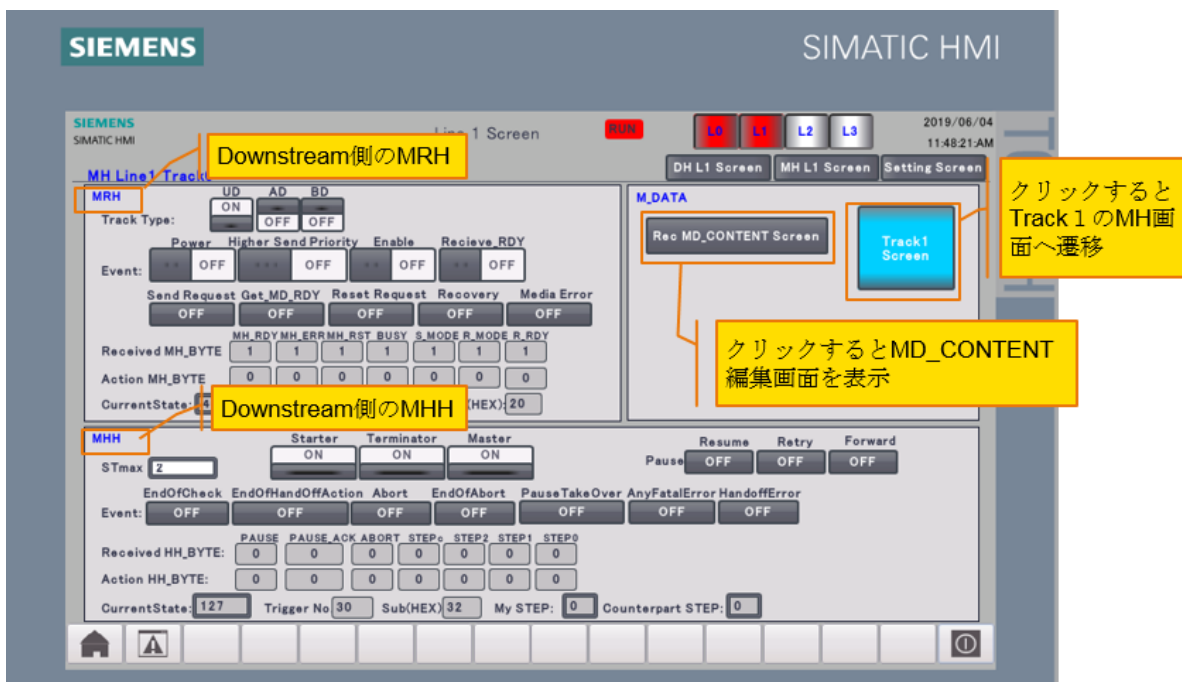 SIEMENS
SIMATIC HMI
SIEMENS
SIMATIC HMI
1 Screen
RUN
L0 L1 L2 L3
2019/06/04
11:48:21:AM
Downstream側のMRH
DH L1 Screen MH L1 Screen Setting Screen
MH Line1 Track
MRH
UD AD BD
Track Type: ON OFF OFF
Power Higher Send Priority Enable Recieve_RDY
Event: OFF OFF OFF OFF
Send Request Get_MD_RDY Reset Request Recovery Media Error
OFF OFF OFF OFF OFF
MH_RDY MH_ERR MH_RST BUSY S_MODE R_MODE R_RDY
Received MH_BYTE 1 1 1 1 1 1 1
Action MH_BYTE 0 0 0 0 0 0 0
CurrentState: 4 (HEX): 20
Downstream側のMHH
M_DATA
Rec MD_CONTENT Screen
Track1
Screen
クリックすると
Track１のMH画
面へ遷移
クリックするとMD_CONTENT
編集画面を表示
MHH
Starter Terminator Master
ON ON ON
STmax 2
Resume Retry Forward
Pause OFF OFF OFF
EndOfCheck EndOfHandOffAction Abort EndOfAbort PauseTakeOver AnyFatalError HandoffError
Event: OFF OFF OFF OFF OFF OFF OFF
PAUSE PAUSE_ACK ABORT STEPc STEP2 STEP1 STEP0
Received HH_BYTE: 0 0 0 0 0 0 0
Action HH_BYTE: 0 0 0 0 0 0 0
CurrentState: 127 Trigger No 30 Sub(HEX) 32 My STEP: 0 Counterpart STEP: 0